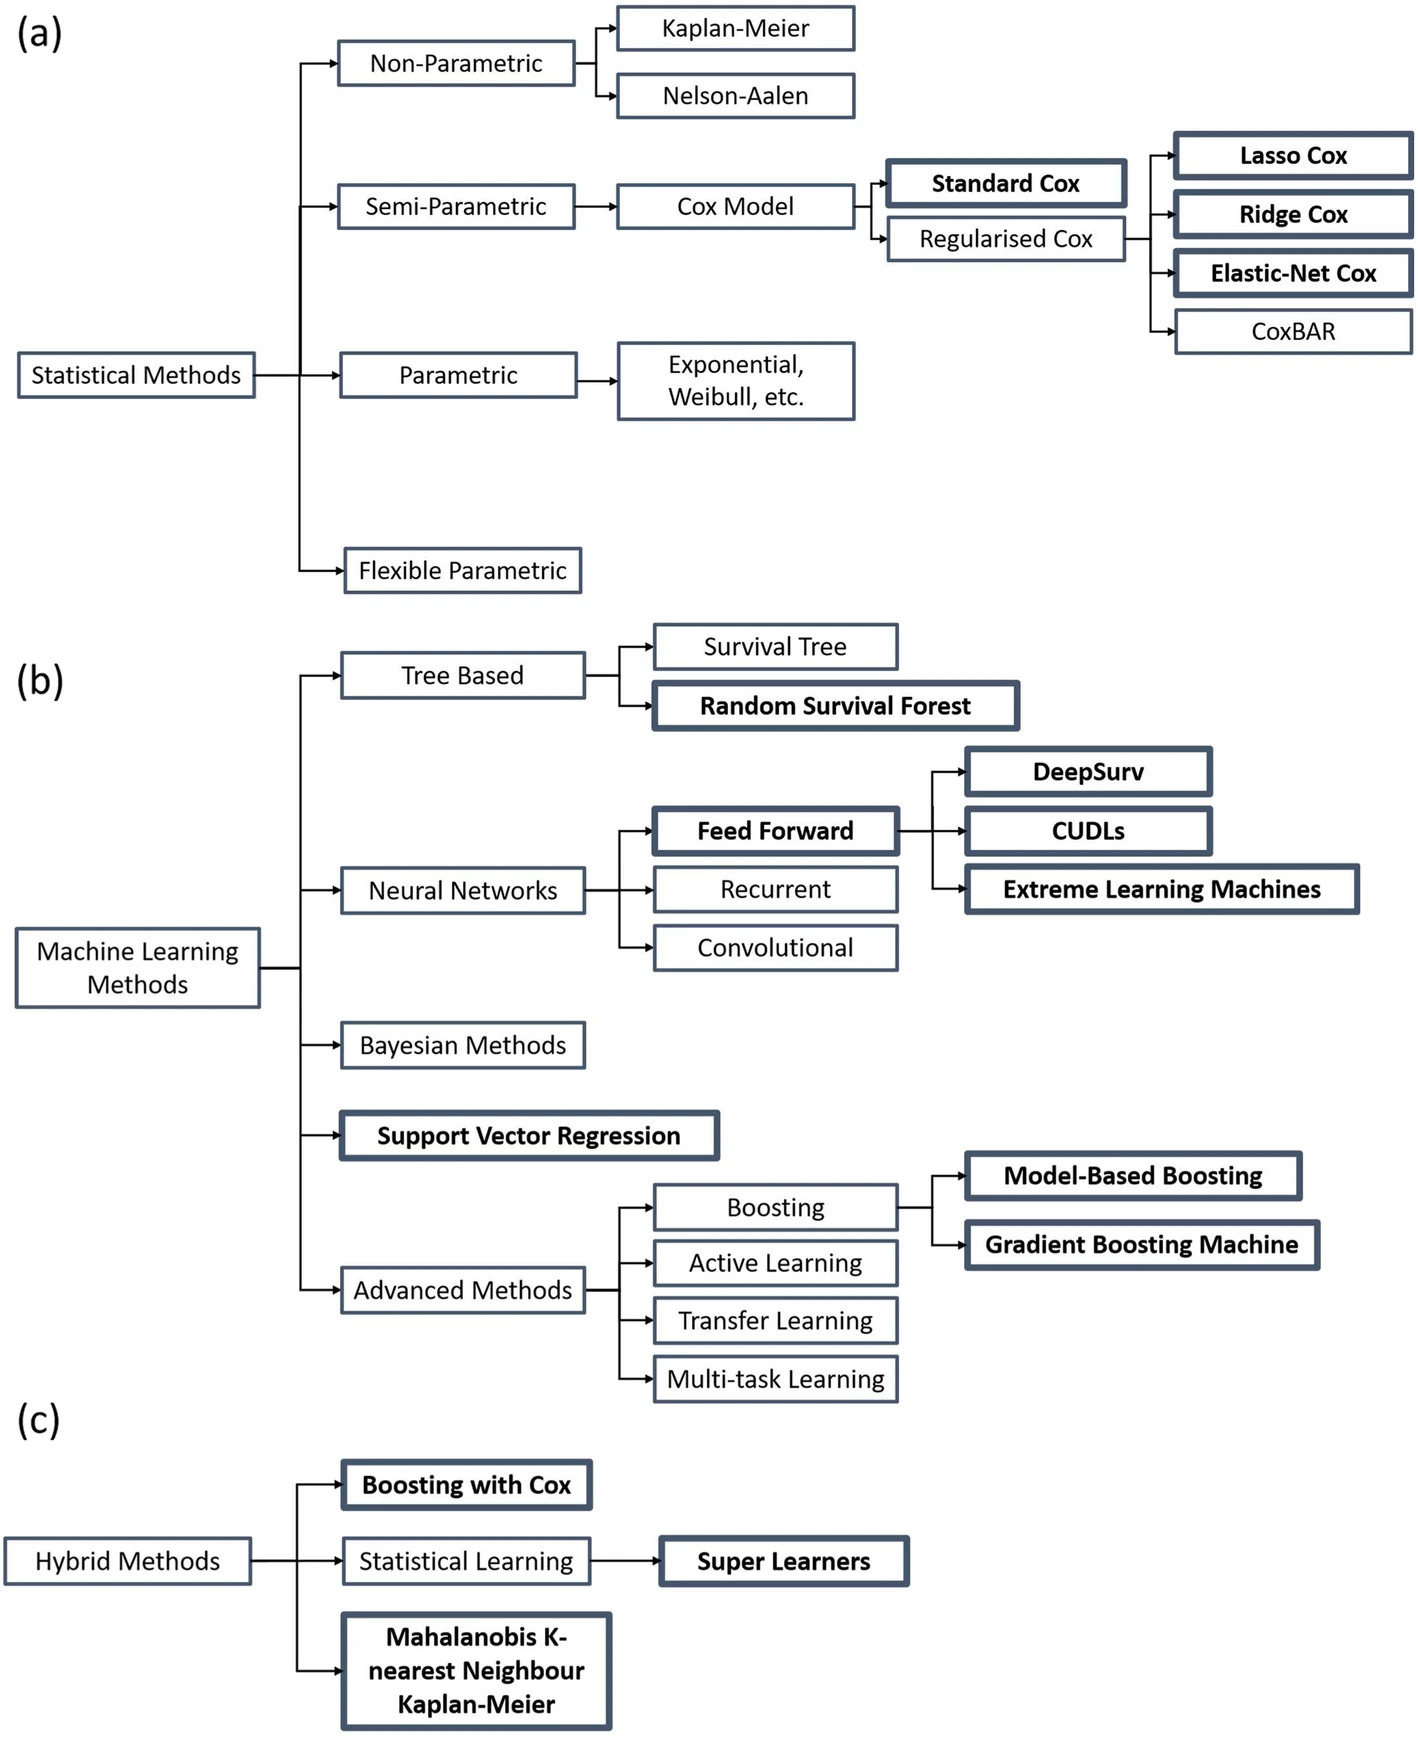 (a)
Kaplan-Meier
Non-Parametric
Nelson-Aalen
Lasso Cox
Standard Cox
Semi-Parametric
Cox Model
Ridge Cox
Regularised Cox
Elastic-Net Cox
CoxBAR
Statistical Methods
Parametric
Exponential,
Weibull, etc.
Flexible Parametric
(b)
Survival Tree
Tree Based
Random Survival Forest
DeepSurv
Feed Forward
CUDLs
Neural Networks
Recurrent
Extreme Learning Machines
Convolutional
Machine Learning
Methods
Bayesian Methods
Support Vector Regression
Model-Based Boosting
Boosting
Gradient Boosting Machine
Active Learning
Advanced Methods
Transfer Learning
Multi-task Learning
(c)
Boosting with Cox
Hybrid Methods
Statistical Learning
Super Learners
Mahalanobis K-
nearest Neighbour
Kaplan-Meier